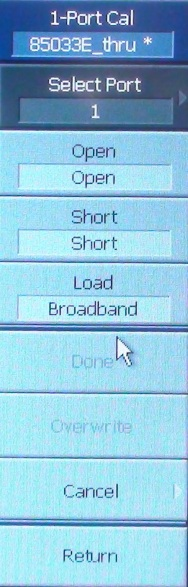 1-Port Cal
85033E_thru *
Select Port
1
Open
Open
Short
Short
Load
Broadband
Done
Overwrite
Cancel
Return